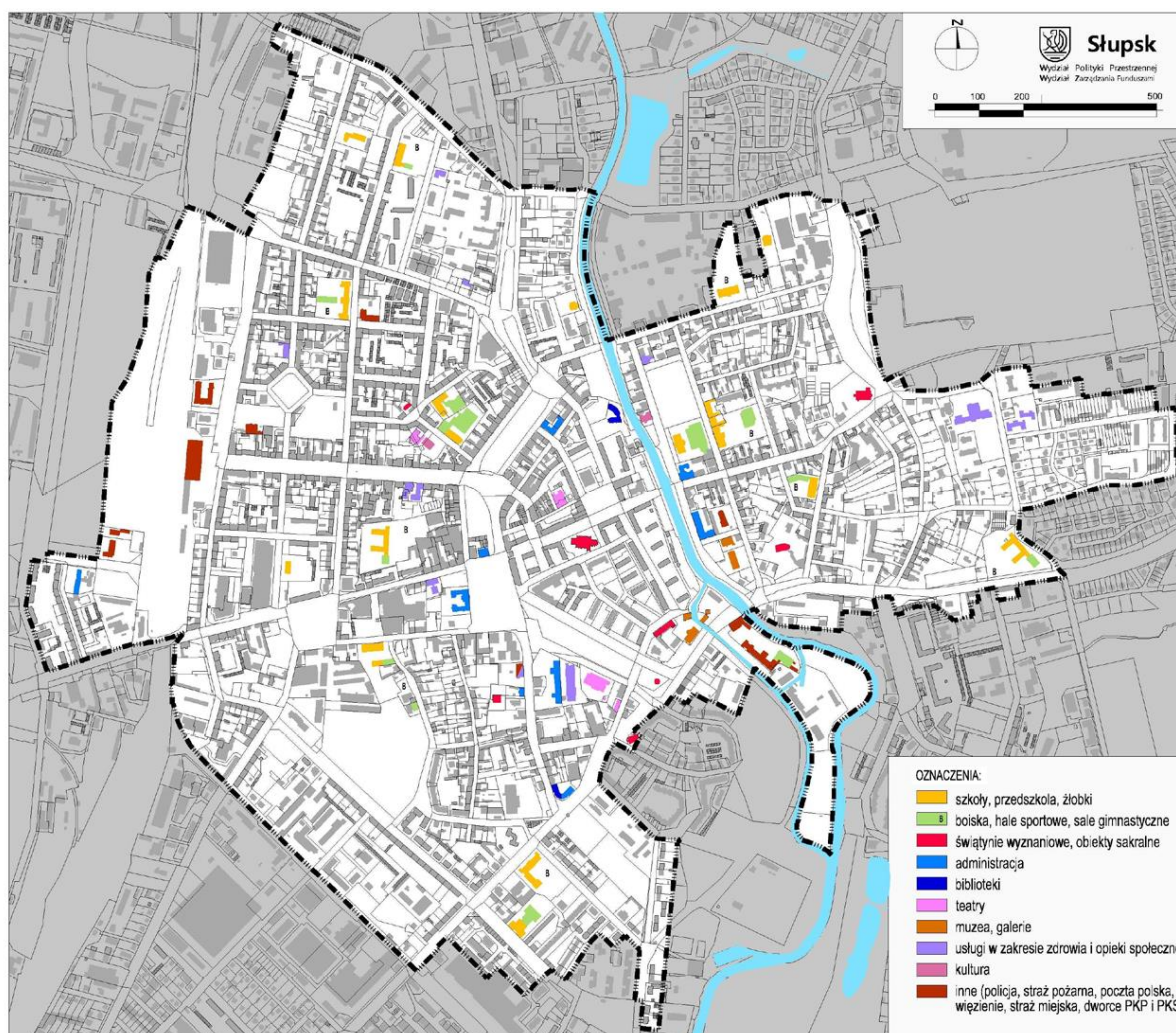 N
Słupsk
Wydział Polityki Przestrzennej
Wydział Zarządzania Funduszami
0 100 200 500
B
B
B
B
B
B
B
B
B
OZNACZENIA:
szkoły, przedszkola, żłobki
B boiska, hale sportowe, sale gimnastyczne
świątynie wyznaniowe, obiekty sakralne
administracja
biblioteki
teatry
muzea, galerie
usługi w zakresie zdrowia i opieki społeczne
kultura
inne (policja, straż pożarna, poczta polska,
więzienie, straż miejska, dworce PKP i PKS